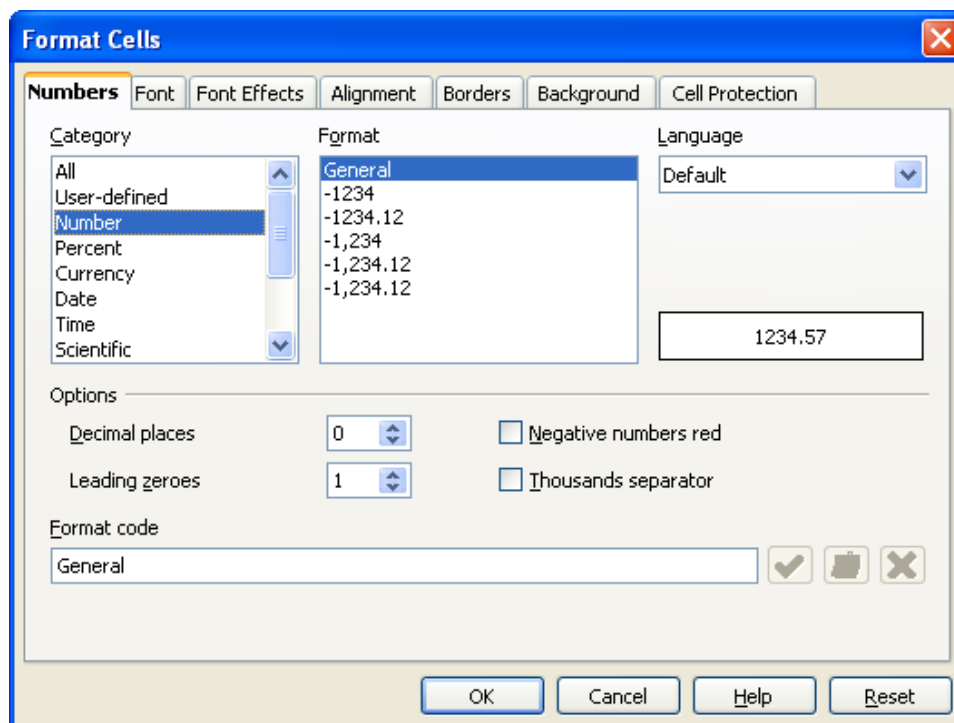 Format Cells
Numbers Font Font Effects Alignment Borders Background Cell Protection
Category
All
User-defined
Number
Percent
Currency
Date
Time
Scientific
Format
General
-1234
-1234.12
-1,234
-1,234.12
-1,234.12
Language
Default
1234.57
Options
Decimal places 0 Negative numbers red
Leading zeroes 1 Thousands separator
Format code
General
OK Cancel Help Reset